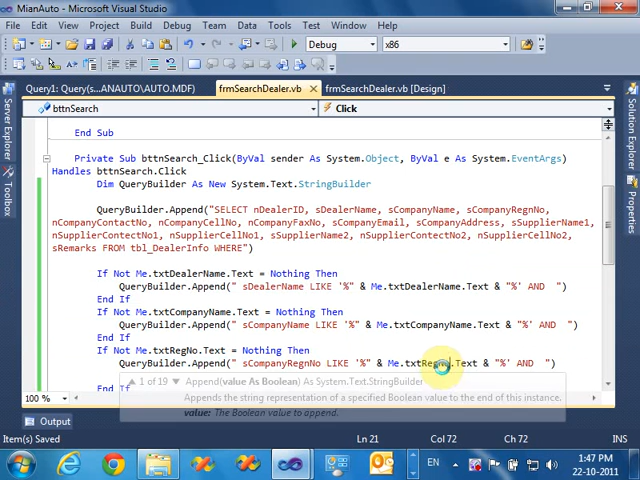 MianAuto - Microsoft Visual Studio
File Edit View Project Build Debug Team Data Tools Test Window Help
Debug x86
Query1: Query(s...ANAUTO\AUTO.MDF) frmSearchDealer.vb frmSearchDealer.vb [Design]
bttnSearch Click
End Sub
Private Sub bttnSearch_Click(ByVal sender As System.Object, ByVal e As System.EventArgs)
Handles bttnSearch.Click
Dim QueryBuilder As New System.Text.StringBuilder
QueryBuilder.Append("SELECT nDealerID, sDealerName, sCompanyName, sCompanyRegnNo,
nCompanyContactNo, nCompanyCellNo, nCompanyFaxNo, sCompanyEmail, sCompanyAddress, sSupplierName1,
nSupplierContectNo1, nSupplierCellNo1, sSupplierName2, nSupplierContectNo2, nSupplierCellNo2,
sRemarks FROM tbl_DealerInfo WHERE")
If Not Me.txtDealerName.Text = Nothing Then
QueryBuilder.Append(" sDealerName LIKE '%" & Me.txtDealerName.Text & "%' AND  ")
End If
If Not Me.txtCompanyName.Text = Nothing Then
QueryBuilder.Append(" sCompanyName LIKE '%" & Me.txtCompanyName.Text & "%' AND  ")
End If
If Not Me.txtRegNo.Text = Nothing Then
QueryBuilder.Append(" sCompanyRegnNo LIKE '%" & Me.txtRegNo.Text & "%' AND  ")
1 of 19 Append(value As Boolean) As System.Text.StringBuilder
End If
Appends the string representation of a specified Boolean value to the end of this instance.
100 %
value: The Boolean value to append.
Server Explorer
Toolbox
Solution Explorer
Properties
Output
Item(s) Saved Ln 21 Col 72 Ch 72
EN 1:47 PM
22-10-2011